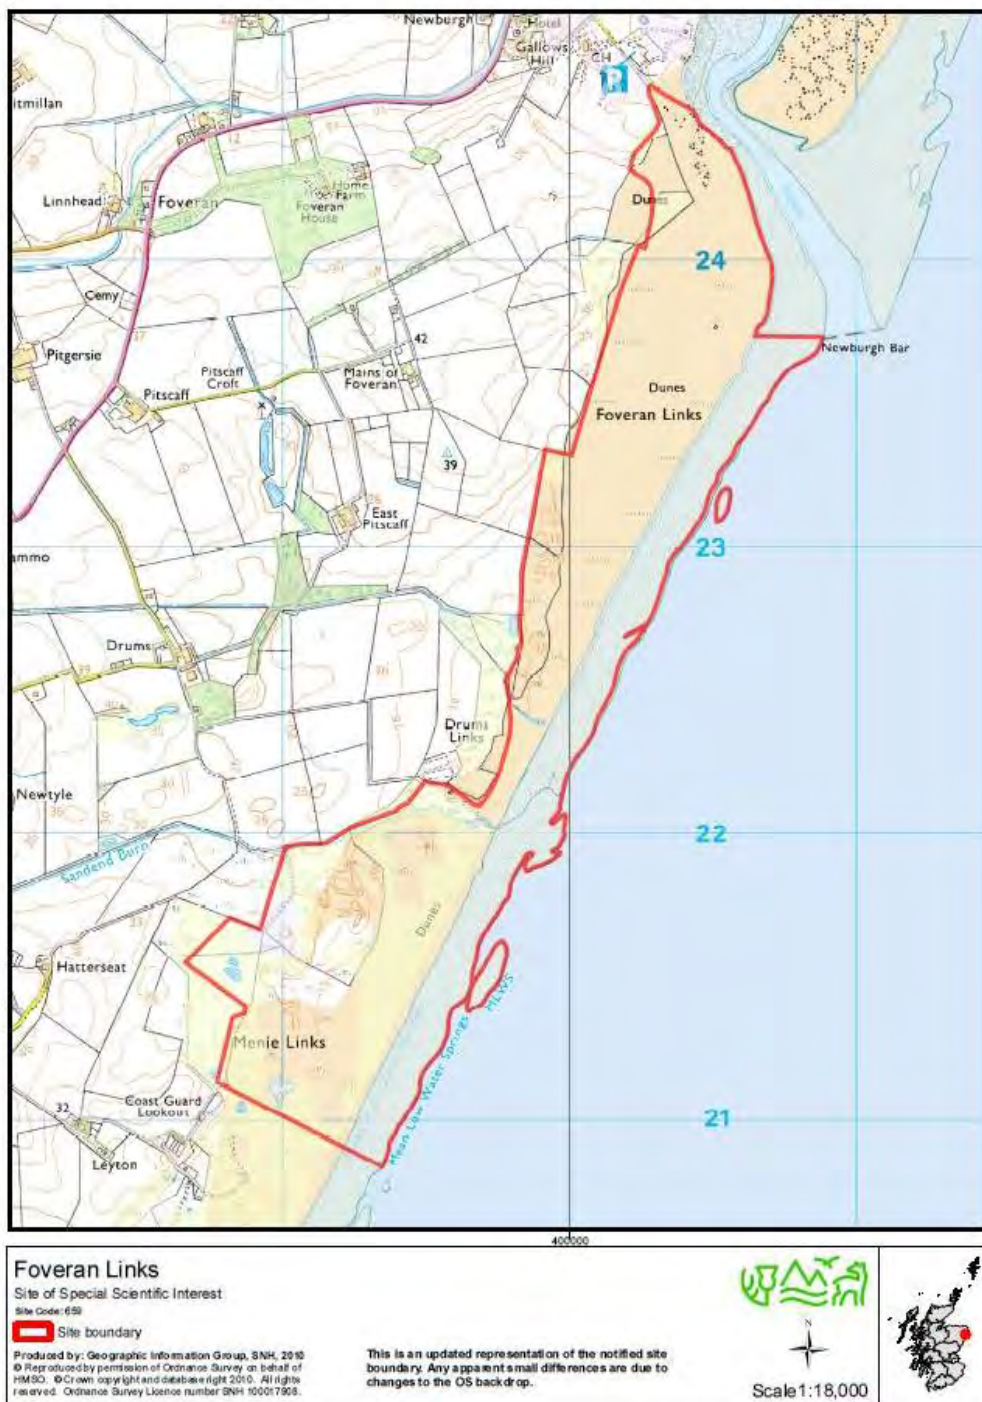 Newburgh
Hotel
Gallows
Hill
CH
P
itmillan
12
Linnhead
Foveran
Home
Farm
Foveran
House
Dunes
24
Cemy
37
42
Newburgh Bar
Pitgersie
Pitscaff
Croft
Mains of
Foveran
Pitscaff
Dunes
Foveran Links
39
East
Pitscaff
23
ammo
Drums
Drums
Links
Newtyle
22
Sandend Burn
Dunes
Hatterseat
Mean Low Water Springs MLWS
Menie Links
Coast Guard
Lookout
32
21
Leyton
400000
Foveran Links
Site of Special Scientific Interest
Site Code: 659
Site boundary
Produced by: Geographic Information Group, SNH, 2010
© Reproduced by permission of Ordnance Survey on behalf of
HMSO. © Crown copyright and database right 2010. All rights
reserved. Ordnance Survey Licence number SNH 100017908.
This is an updated representation of the notified site
boundary. Any apparent small differences are due to
changes to the OS backdrop.
N
Scale 1:18,000